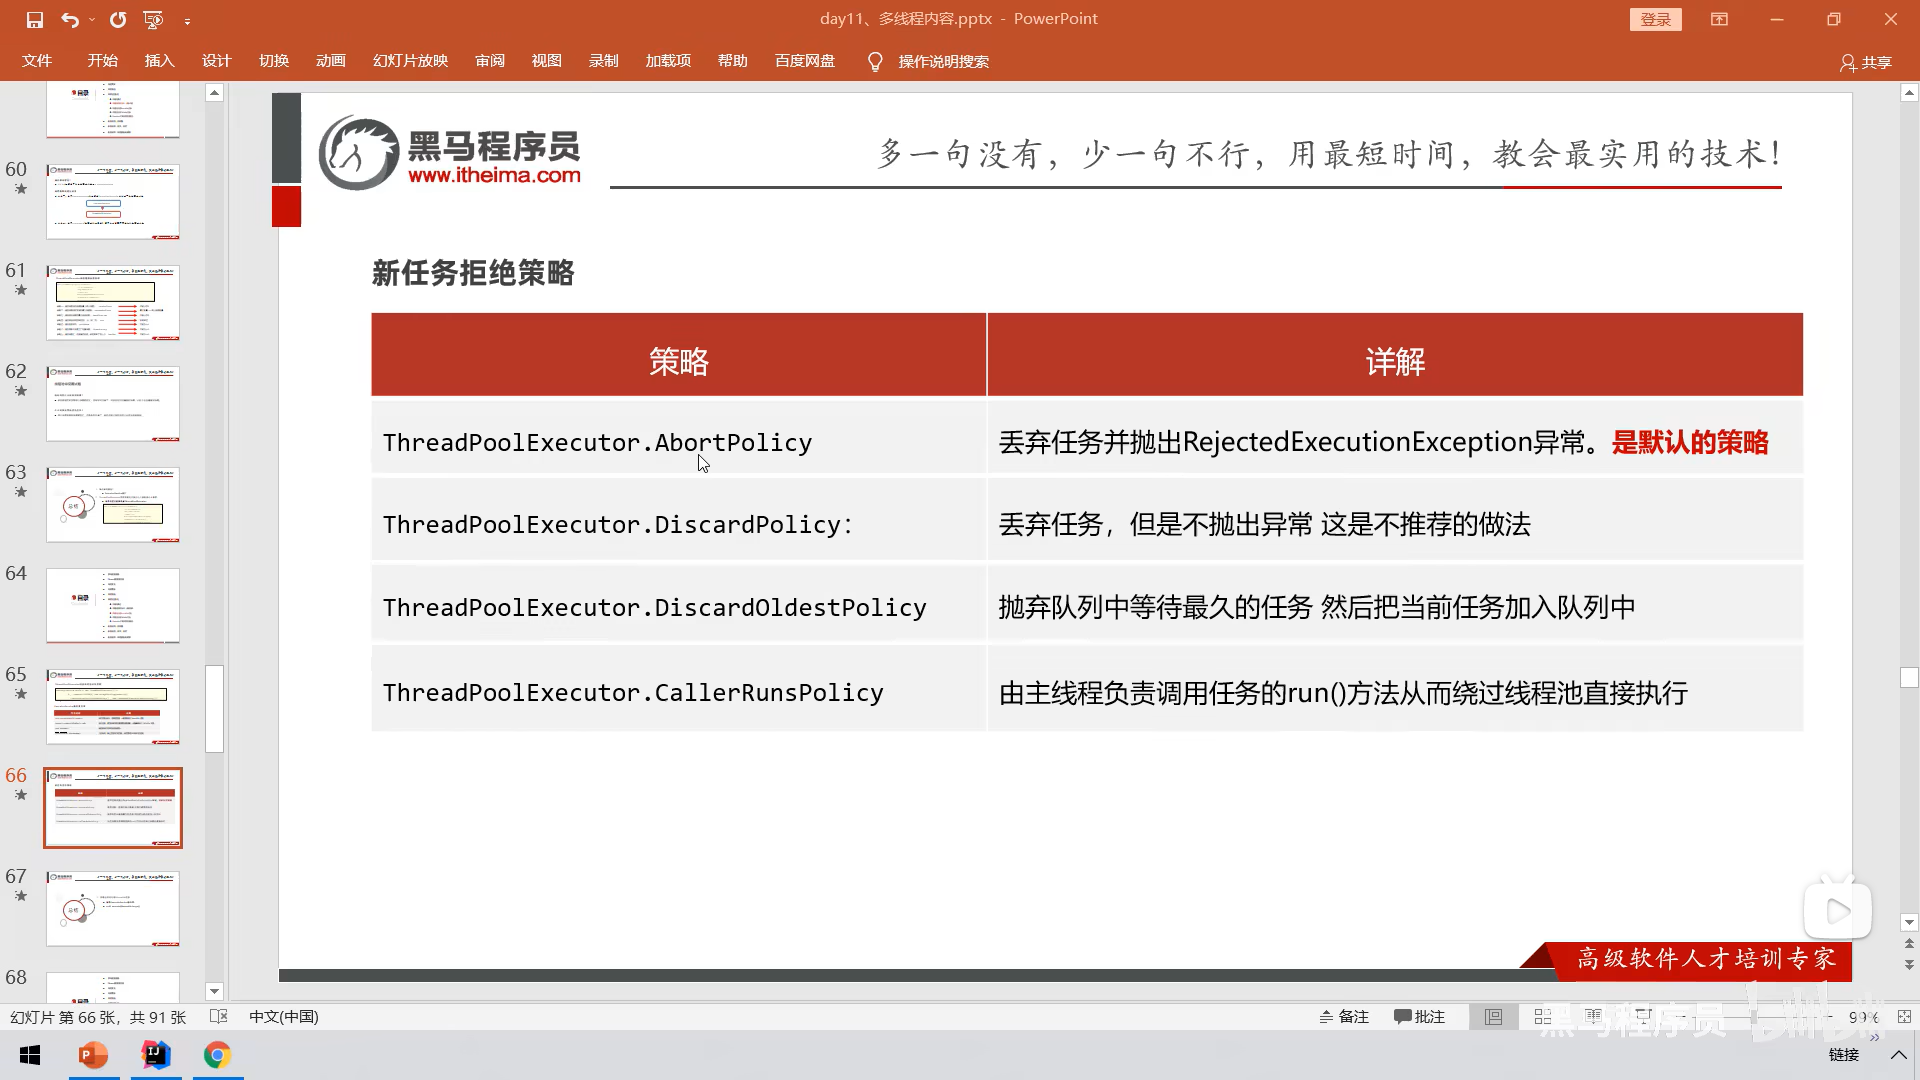 day11、多线程内容.pptx - PowerPoint
登录
文件 开始 插入 设计 切换 动画 幻灯片放映 审阅 视图 录制 加载项 帮助 百度网盘 操作说明搜索
共享
60
61
62
63
64
65
66
67
68
黑马程序员
www.itheima.com
多一句没有，少一句不行，用最短时间，教会最实用的技术！
新任务拒绝策略
策略 详解
ThreadPoolExecutor.AbortPolicy 丢弃任务并抛出RejectedExecutionException异常。是默认的策略
ThreadPoolExecutor.DiscardPolicy： 丢弃任务，但是不抛出异常 这是不推荐的做法
ThreadPoolExecutor.DiscardOldestPolicy 抛弃队列中等待最久的任务 然后把当前任务加入队列中
ThreadPoolExecutor.CallerRunsPolicy 由主线程负责调用任务的run()方法从而绕过线程池直接执行
高级软件人才培训专家
幻灯片 第 66 张，共 91 张 中文(中国)
备注 批注 99%
黑马程序员 bilibili
链接